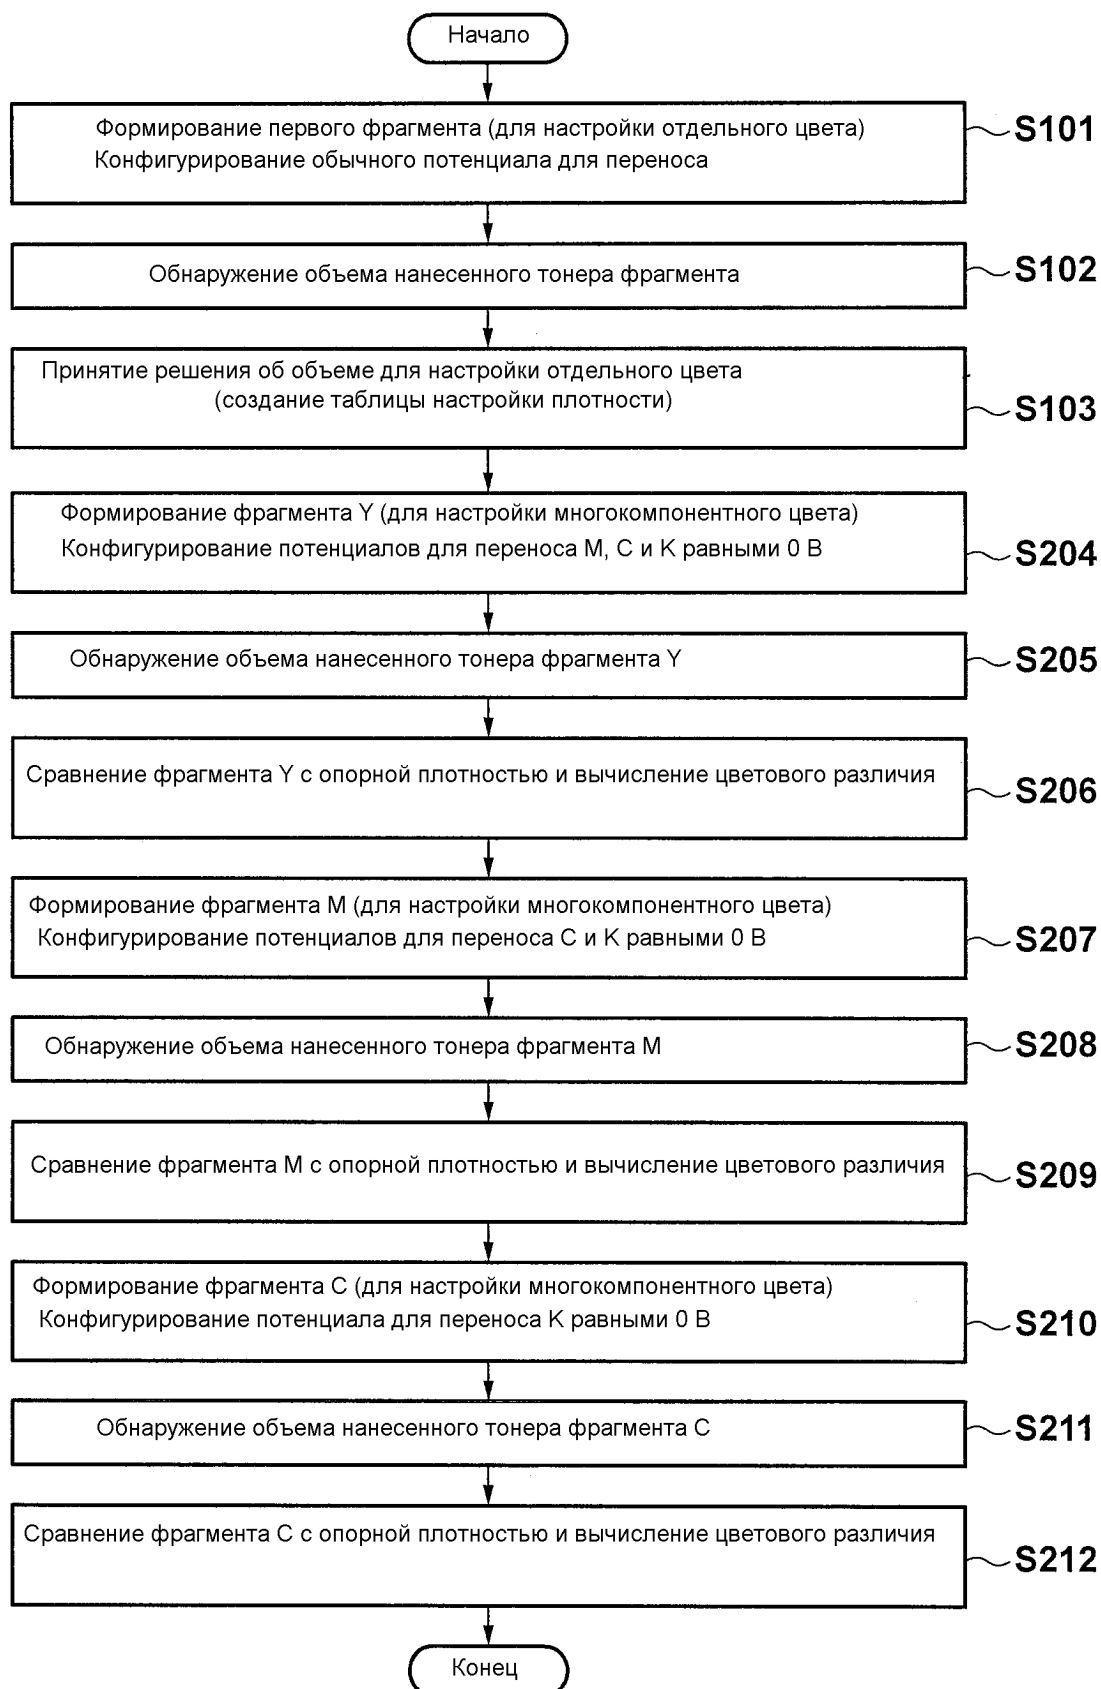 Начало
Формирование первого фрагмента (для настройки отдельного цвета)
Конфигурирование обычного потенциала для переноса
S101
Обнаружение объема нанесенного тонера фрагмента
S102
Принятие решения об объеме для настройки отдельного цвета
(создание таблицы настройки плотности)
S103
Формирование фрагмента Y (для настройки многокомпонентного цвета)
Конфигурирование потенциалов для переноса M, C и K равными 0 В
S204
Обнаружение объема нанесенного тонера фрагмента Y
S205
Сравнение фрагмента Y с опорной плотностью и вычисление цветового различия
S206
Формирование фрагмента M (для настройки многокомпонентного цвета)
Конфигурирование потенциалов для переноса C и K равными 0 В
S207
Обнаружение объема нанесенного тонера фрагмента M
S208
Сравнение фрагмента M с опорной плотностью и вычисление цветового различия
S209
Формирование фрагмента C (для настройки многокомпонентного цвета)
Конфигурирование потенциала для переноса K равными 0 В
S210
Обнаружение объема нанесенного тонера фрагмента C
S211
Сравнение фрагмента C с опорной плотностью и вычисление цветового различия
S212
Конец